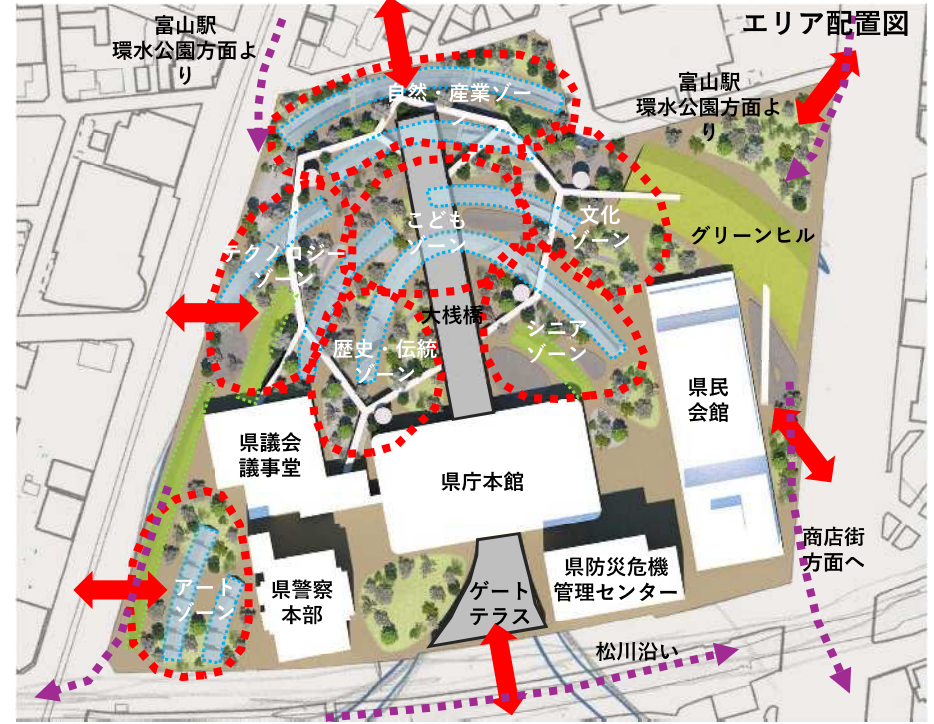 エリア配置図
富山駅
環水公園方面よ
り
富山駅
環水公園方面よ
り
自然・産業ゾー
ン
こども
ゾーン
文化
ゾーン
グリーンヒル
テクノロジー
ゾーン
大桟橋
シニア
ゾーン
歴史・伝統
ゾーン
県民
会館
県議会
議事堂
県庁本館
商店街
方面へ
アート
ゾーン
県警察
本部
ゲート
テラス
県防災危機
管理センター
松川沿い